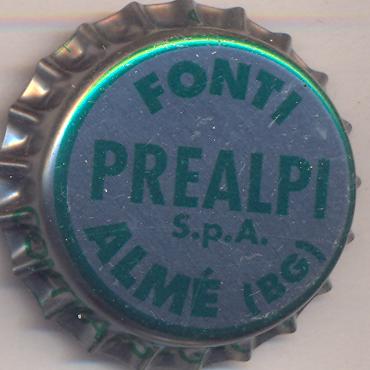 FONTI
PREALPI
S.p.A.
ALMÉ (BG)